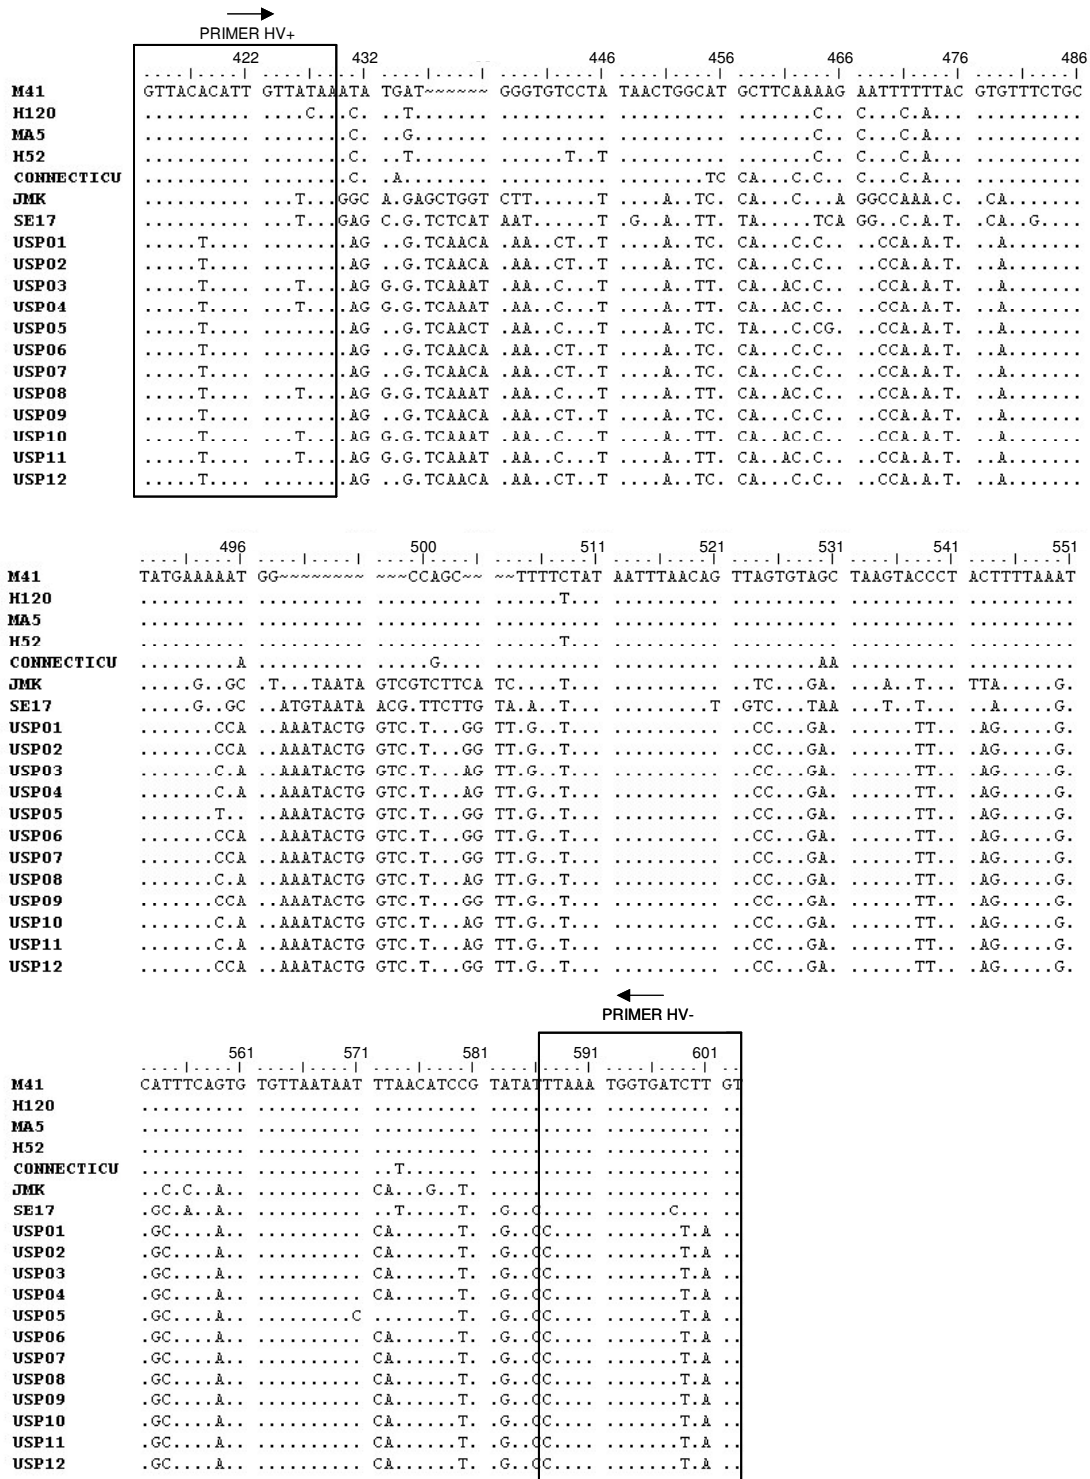 PRIMER HV+
422 432 446 456 466 476 486
M41 GTTACACATT GTTATAAATA TGAT~~~~~~ GGGTGTCCTA TAACTGGCAT GCTTCAAAAG AATTTTTTAC GTGTTTCTGC
H120 .......... ....C...C. ..T....... .......... .......... .......C.. C...C.A... ..........
MA5 .......... ........C. ..G....... .......... .......... .......C.. C...C.A... ..........
H52 .......... ........C. ..T....... ......T..T .......... .......C.. C...C.A... ..........
CONNECTICU .......... ........C. .A........ .......... ........TC CA...C.C.. C...C.A... ..........
JMK .......... ...T...GGC A.GAGCTGGT CTT......T ....A..TC. CA...C...A GGCCAAA.C. .CA.......
SE17 .......... ...T...GAG C.G.TCTCAT AAT......T .G..A..TT. TA.....TCA GG..C.A.T. .CA..G....
USP01 .....T.... ........AG ..G.TCAACA .AA..CT..T ....A..TC. CA...C.C.. ..CCA.A.T. ..A.......
USP02 .....T.... ........AG ..G.TCAACA .AA..CT..T ....A..TC. CA...C.C.. ..CCA.A.T. ..A.......
USP03 .....T.... ...T....AG G.G.TCAAAT .AA..C...T ....A..TT. CA..AC.C.. ..CCA.A.T. ..A.......
USP04 .....T.... ...T....AG G.G.TCAAAT .AA..C...T ....A..TT. CA..AC.C.. ..CCA.A.T. ..A.......
USP05 .....T.... ........AG ..G.TCAACT .AA..C...T ....A..TC. TA...C.CG. ..CCA.A.T. ..A.......
USP06 .....T.... ........AG ..G.TCAACA .AA..CT..T ....A..TC. CA...C.C.. ..CCA.A.T. ..A.......
USP07 .....T.... ........AG ..G.TCAACA .AA..CT..T ....A..TC. CA...C.C.. ..CCA.A.T. ..A.......
USP08 .....T.... ...T....AG G.G.TCAAAT .AA..C...T ....A..TT. CA..AC.C.. ..CCA.A.T. ..A.......
USP09 .....T.... ........AG ..G.TCAACA .AA..CT..T ....A..TC. CA...C.C.. ..CCA.A.T. ..A.......
USP10 .....T.... ...T....AG G.G.TCAAAT .AA..C...T ....A..TT. CA..AC.C.. ..CCA.A.T. ..A.......
USP11 .....T.... ...T....AG G.G.TCAAAT .AA..C...T ....A..TT. CA..AC.C.. ..CCA.A.T. ..A.......
USP12 .....T.... ........AG ..G.TCAACA .AA..CT..T ....A..TC. CA...C.C.. ..CCA.A.T. ..A.......
496 500 511 521 531 541 551
M41 TATGAAAAAT GG~~~~~~~~ ~~~CCAGC~~ ~~TTTTCTAT AATTTAACAG TTAGTGTAGC TAAGTACCCT ACTTTTAAAT
H120 .......... .......... .......... ......T... .......... .......... .......... ..........
MA5 .......... .......... .......... .......... .......... .......... .......... ..........
H52 .......... .......... .......... ......T... .......... .......... .......... ..........
CONNECTICU .........A .......... .....G.... .......... .......... ........AA .......... ..........
JMK .....G..GC .T...TAATA GTCGTCTTCA TC....T... .......... ..TC...GA. ...A..T... TTA.....G.
SE17 .....G..GC ..ATGTAATA ACG.TTCTTG TA.A..T... .........T .GTC...TAA ...T..T... ..A.....G.
USP01 .......CCA ..AAATACTG GTC.T...GG TT.G..T... .......... ..CC...GA. ......TT.. .AG.....G.
USP02 .......CCA ..AAATACTG GTC.T...GG TT.G..T... .......... ..CC...GA. ......TT.. .AG.....G.
USP03 .......C.A ..AAATACTG GTC.T...AG TT.G..T... .......... ..CC...GA. ......TT.. .AG.....G.
USP04 .......C.A ..AAATACTG GTC.T...AG TT.G..T... .......... ..CC...GA. ......TT.. .AG.....G.
USP05 .......T.. ..AAATACTG GTC.T...GG TT.G..T... .......... ..CC...GA. ......TT.. .AG.....G.
USP06 .......CCA ..AAATACTG GTC.T...GG TT.G..T... .......... ..CC...GA. ......TT.. .AG.....G.
USP07 .......CCA ..AAATACTG GTC.T...GG TT.G..T... .......... ..CC...GA. ......TT.. .AG.....G.
USP08 .......C.A ..AAATACTG GTC.T...AG TT.G..T... .......... ..CC...GA. ......TT.. .AG.....G.
USP09 .......CCA ..AAATACTG GTC.T...GG TT.G..T... .......... ..CC...GA. ......TT.. .AG.....G.
USP10 .......C.A ..AAATACTG GTC.T...AG TT.G..T... .......... ..CC...GA. ......TT.. .AG.....G.
USP11 .......C.A ..AAATACTG GTC.T...AG TT.G..T... .......... ..CC...GA. ......TT.. .AG.....G.
USP12 .......CCA ..AAATACTG GTC.T...GG TT.G..T... .......... ..CC...GA. ......TT.. .AG.....G.
PRIMER HV-
561 571 581 591 601
M41 CATTTCAGTG TGTTAATAAT TTAACATCCG TATATTTAAA TGGTGATCTT GT
H120 .......... .......... .......... .......... .......... ..
MA5 .......... .......... .......... .......... .......... ..
H52 .......... .......... .......... .......... .......... ..
CONNECTICU .......... .......... ..T....... .......... .......... ..
JMK ..C.C..A.. .......... CA...G..T. .......... .......... ..
SE17 .GC.A..A.. .......... ..T.....T. .G..C..... ......C... ..
USP01 .GC....A.. .......... CA......T. .G..CC.... .......T.A ..
USP02 .GC....A.. .......... CA......T. .G..CC.... .......T.A ..
USP03 .GC....A.. .......... CA......T. .G..CC.... .......T.A ..
USP04 .GC....A.. .......... CA......T. .G..CC.... .......T.A ..
USP05 .GC....A.. .........C ........T. .G..CC.... .......T.A ..
USP06 .GC....A.. .......... CA......T. .G..CC.... .......T.A ..
USP07 .GC....A.. .......... CA......T. .G..CC.... .......T.A ..
USP08 .GC....A.. .......... CA......T. .G..CC.... .......T.A ..
USP09 .GC....A.. .......... CA......T. .G..CC.... .......T.A ..
USP10 .GC....A.. .......... CA......T. .G..CC.... .......T.A ..
USP11 .GC....A.. .......... CA......T. .G..CC.... .......T.A ..
USP12 .GC....A.. .......... CA......T. .G..CC.... .......T.A ..